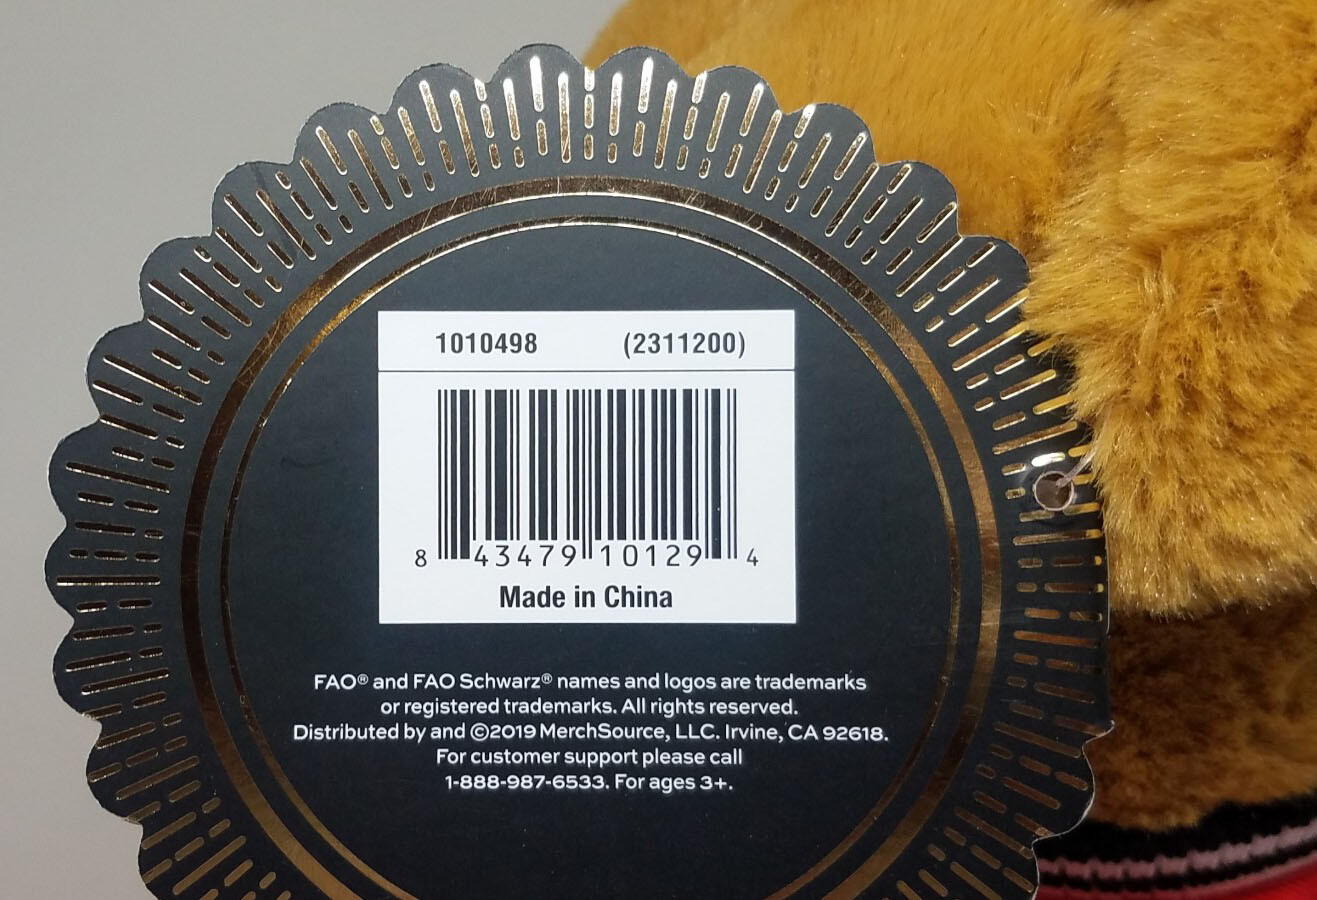 1010498 (2311200)
8 43479 10129 4
Made in China
FAO® and FAO Schwarz® names and logos are trademarks
or registered trademarks. All rights reserved.
Distributed by and ©2019 MerchSource, LLC. Irvine, CA 92618.
For customer support please call
1-888-987-6533. For ages 3+.